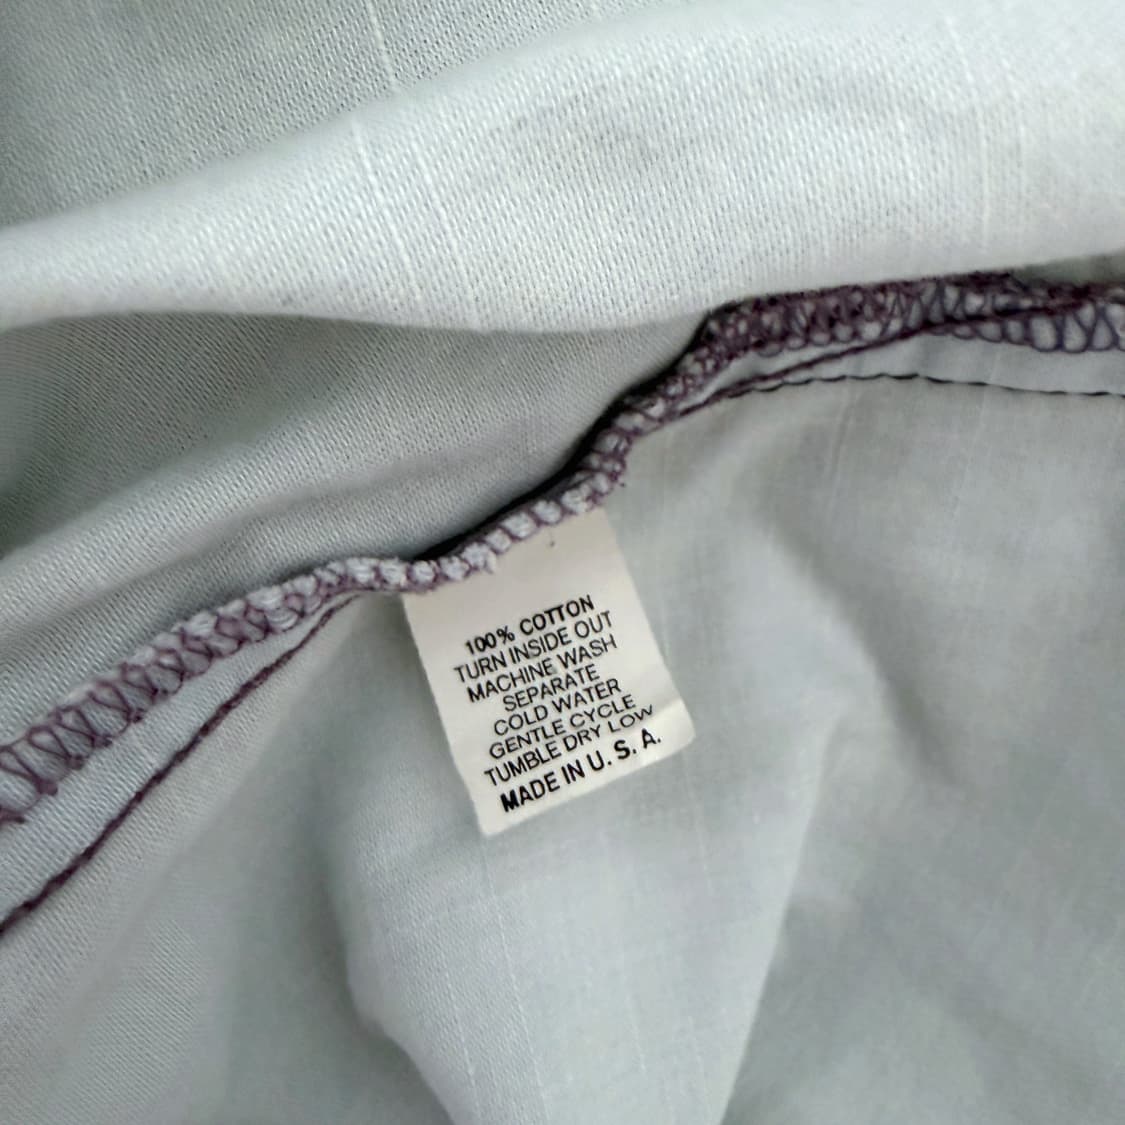 100% COTTON
TURN INSIDE OUT
MACHINE WASH
SEPARATE
COLD WATER
GENTLE CYCLE
TUMBLE DRY LOW
MADE IN U. S. A.